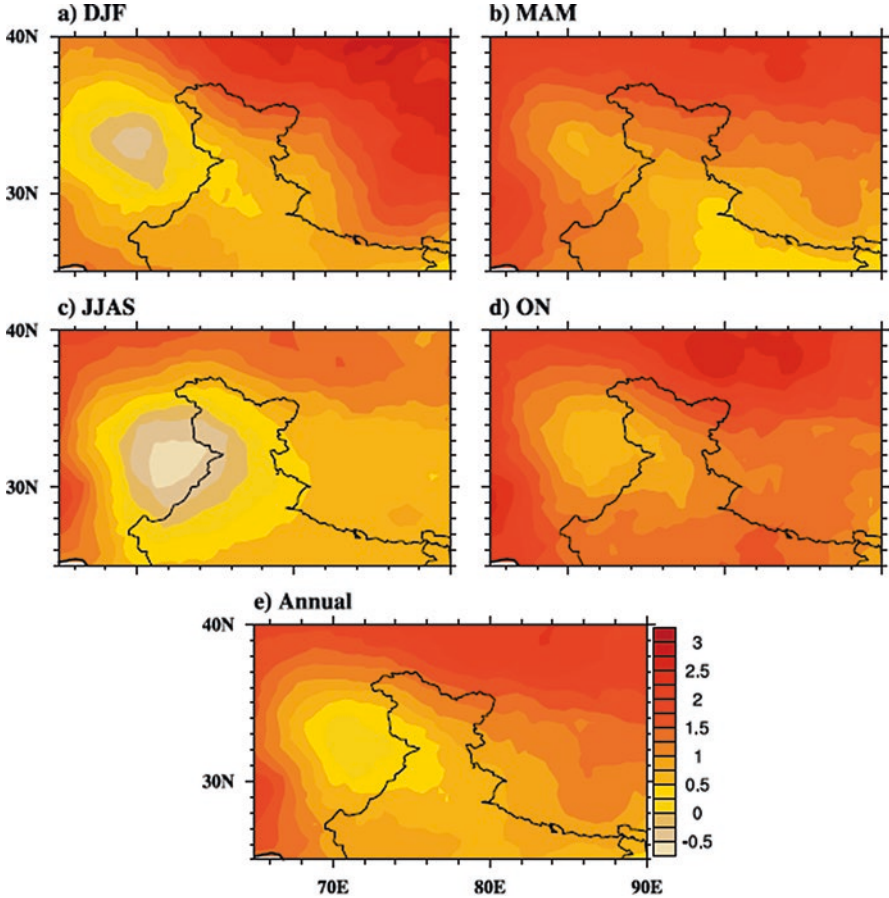 a) DJF
b) MAM
40N
30N
c) JJAS
d) ON
40N
30N
e) Annual
40N
30N
70E 80E 90E
3
2.5
2
1.5
1
0.5
0
-0.5